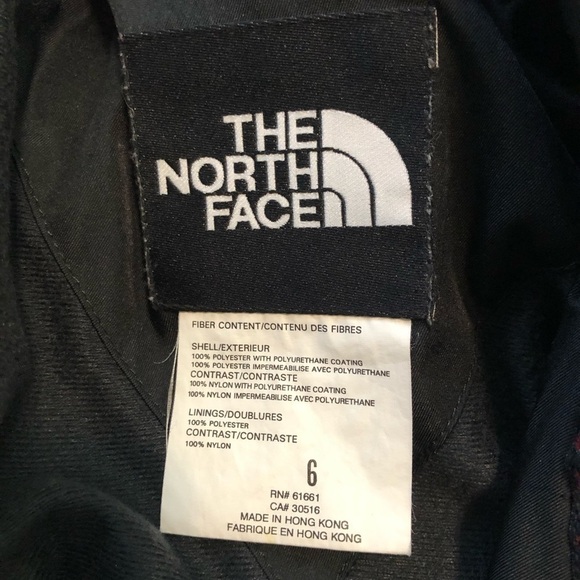 THE
NORTH
FACE
FIBER CONTENT/CONTENU DES FIBRES
SHELL/EXTERIEUR
100% POLYESTER WITH POLYURETHANE COATING
100% POLYESTER IMPERMEABILISE AVEC POLYURETHANE
CONTRAST/CONTRASTE
100% NYLON WITH POLYURETHANE COATING
100% NYLON IMPERMEABILISE AVEC POLYURETHANE
LININGS/DOUBLURES
100% POLYESTER
CONTRAST/CONTRASTE
100% NYLON
6
RN# 61661
CA# 30516
MADE IN HONG KONG
FABRIQUE EN HONG KONG